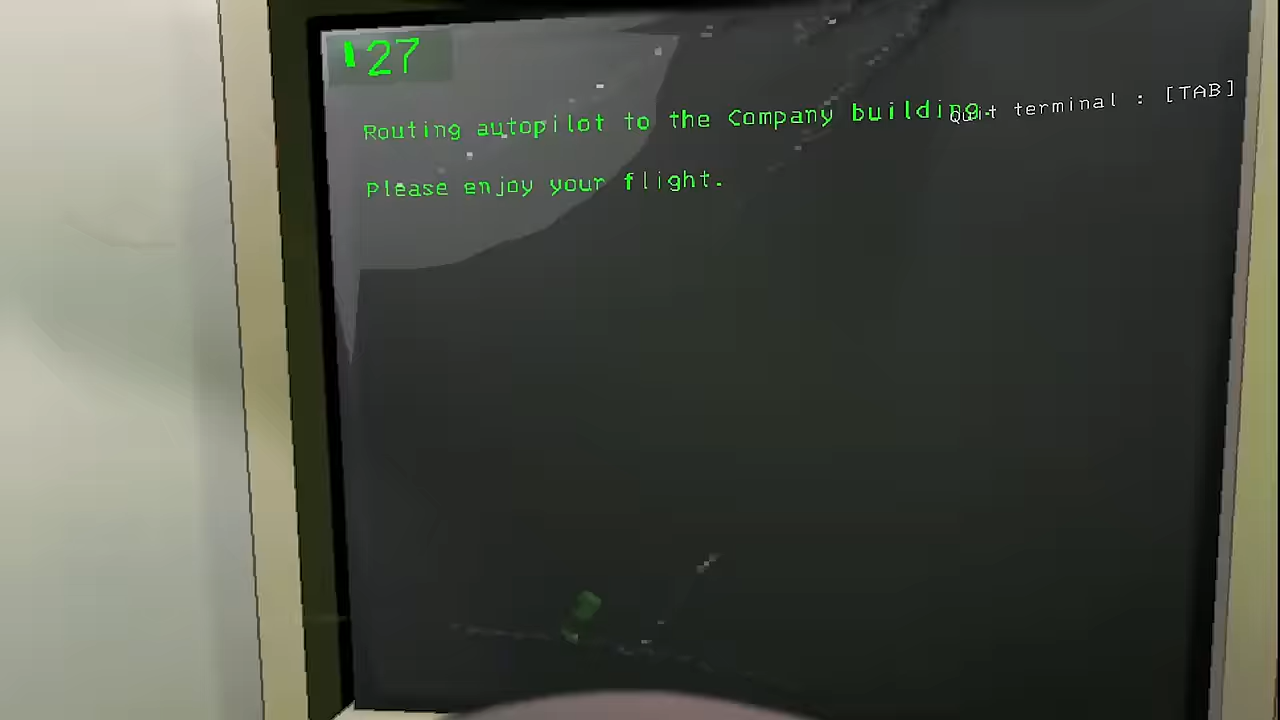 ▮27
Routing autopilot to the Company building.
Quit terminal : [TAB]
Please enjoy your flight.